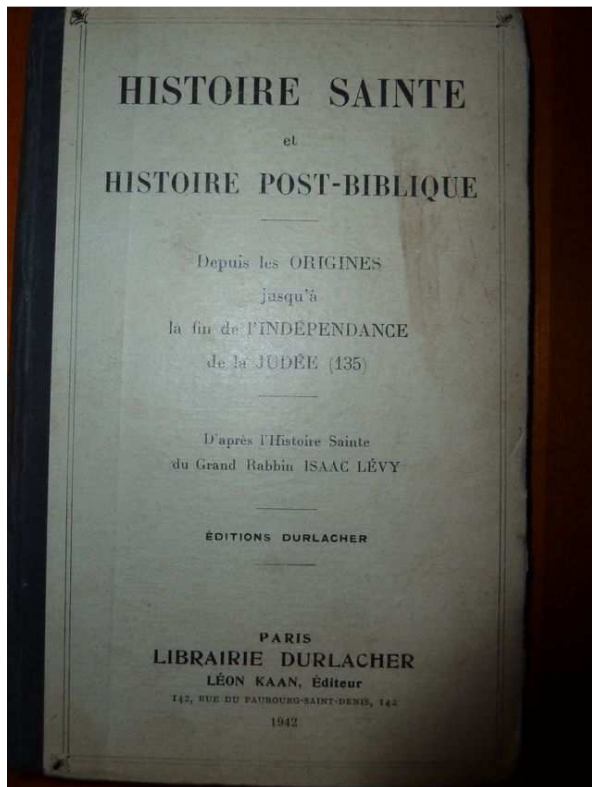 HISTOIRE SAINTE
et
HISTOIRE POST-BIBLIQUE
Depuis les ORIGINES
jusqu'à
la fin de l'INDÉPENDANCE
de la JUDÉE (135)
D'après l'Histoire Sainte
du Grand Rabbin ISAAC LÉVY
ÉDITIONS DURLACHER
PARIS
LIBRAIRIE DURLACHER
LÉON KAAN, Éditeur
142, RUE DU FAUBOURG-SAINT-DENIS, 142
1942